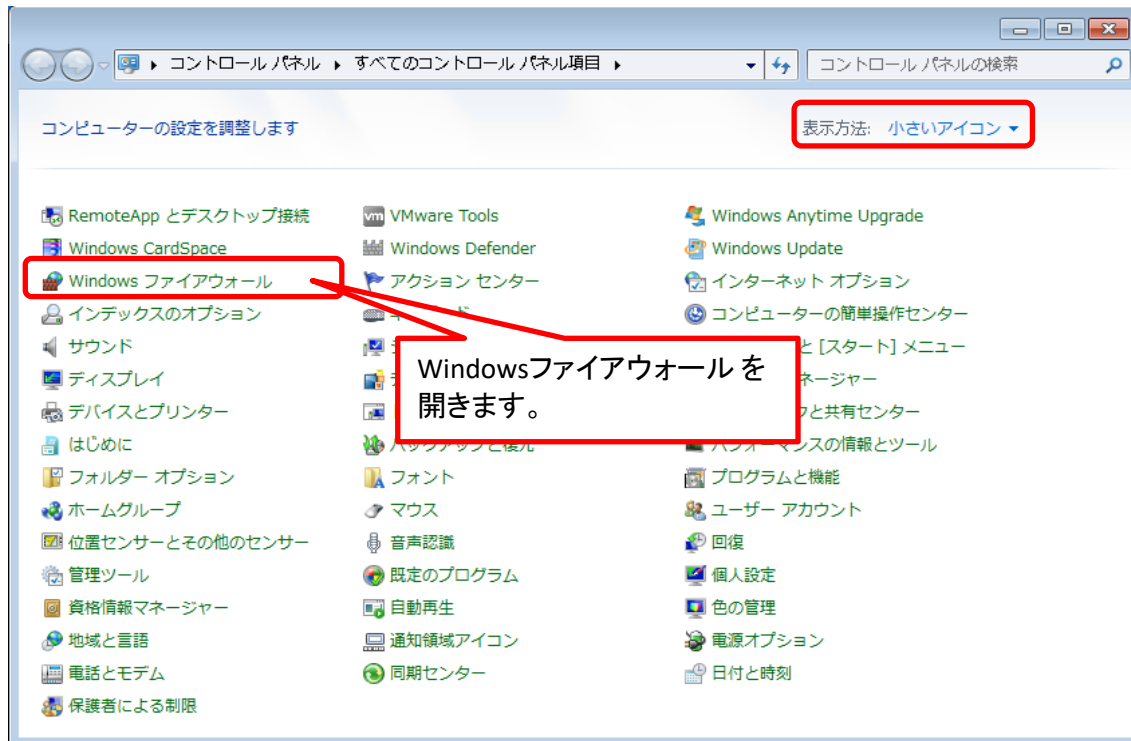 コントロール パネル ▸ すべてのコントロール パネル項目 ▸
コントロール パネルの検索
コンピューターの設定を調整します
表示方法: 小さいアイコン
RemoteApp とデスクトップ接続
VMware Tools
Windows Anytime Upgrade
Windows CardSpace
Windows Defender
Windows Update
Windows ファイアウォール
アクション センター
インターネット オプション
インデックスのオプション
コンピューターの簡単操作センター
サウンド
と [スタート] メニュー
ディスプレイ
ネージャー
デバイスとプリンター
クと共有センター
はじめに
バックアップと復元
パフォーマンスの情報とツール
Windowsファイアウォール を
開きます。
フォルダー オプション
フォント
プログラムと機能
ホームグループ
マウス
ユーザー アカウント
位置センサーとその他のセンサー
音声認識
回復
管理ツール
既定のプログラム
個人設定
資格情報マネージャー
自動再生
色の管理
地域と言語
通知領域アイコン
電源オプション
電話とモデム
同期センター
日付と時刻
保護者による制限